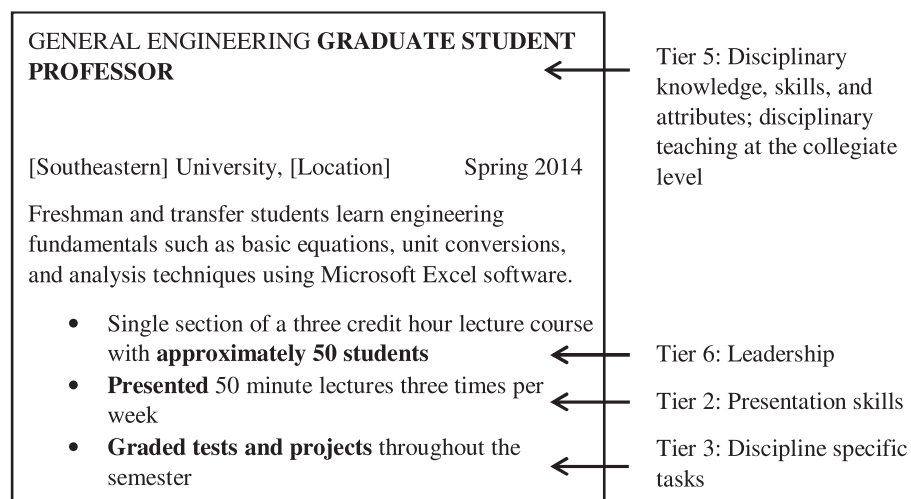 GENERAL ENGINEERING GRADUATE STUDENT
PROFESSOR
[Southeastern] University, [Location] Spring 2014
Freshman and transfer students learn engineering
fundamentals such as basic equations, unit conversions,
and analysis techniques using Microsoft Excel software.
• Single section of a three credit hour lecture course
with approximately 50 students
• Presented 50 minute lectures three times per
week
• Graded tests and projects throughout the
semester
Tier 5: Disciplinary
knowledge, skills, and
attributes; disciplinary
teaching at the collegiate
level
Tier 6: Leadership
Tier 2: Presentation skills
Tier 3: Discipline specific
tasks